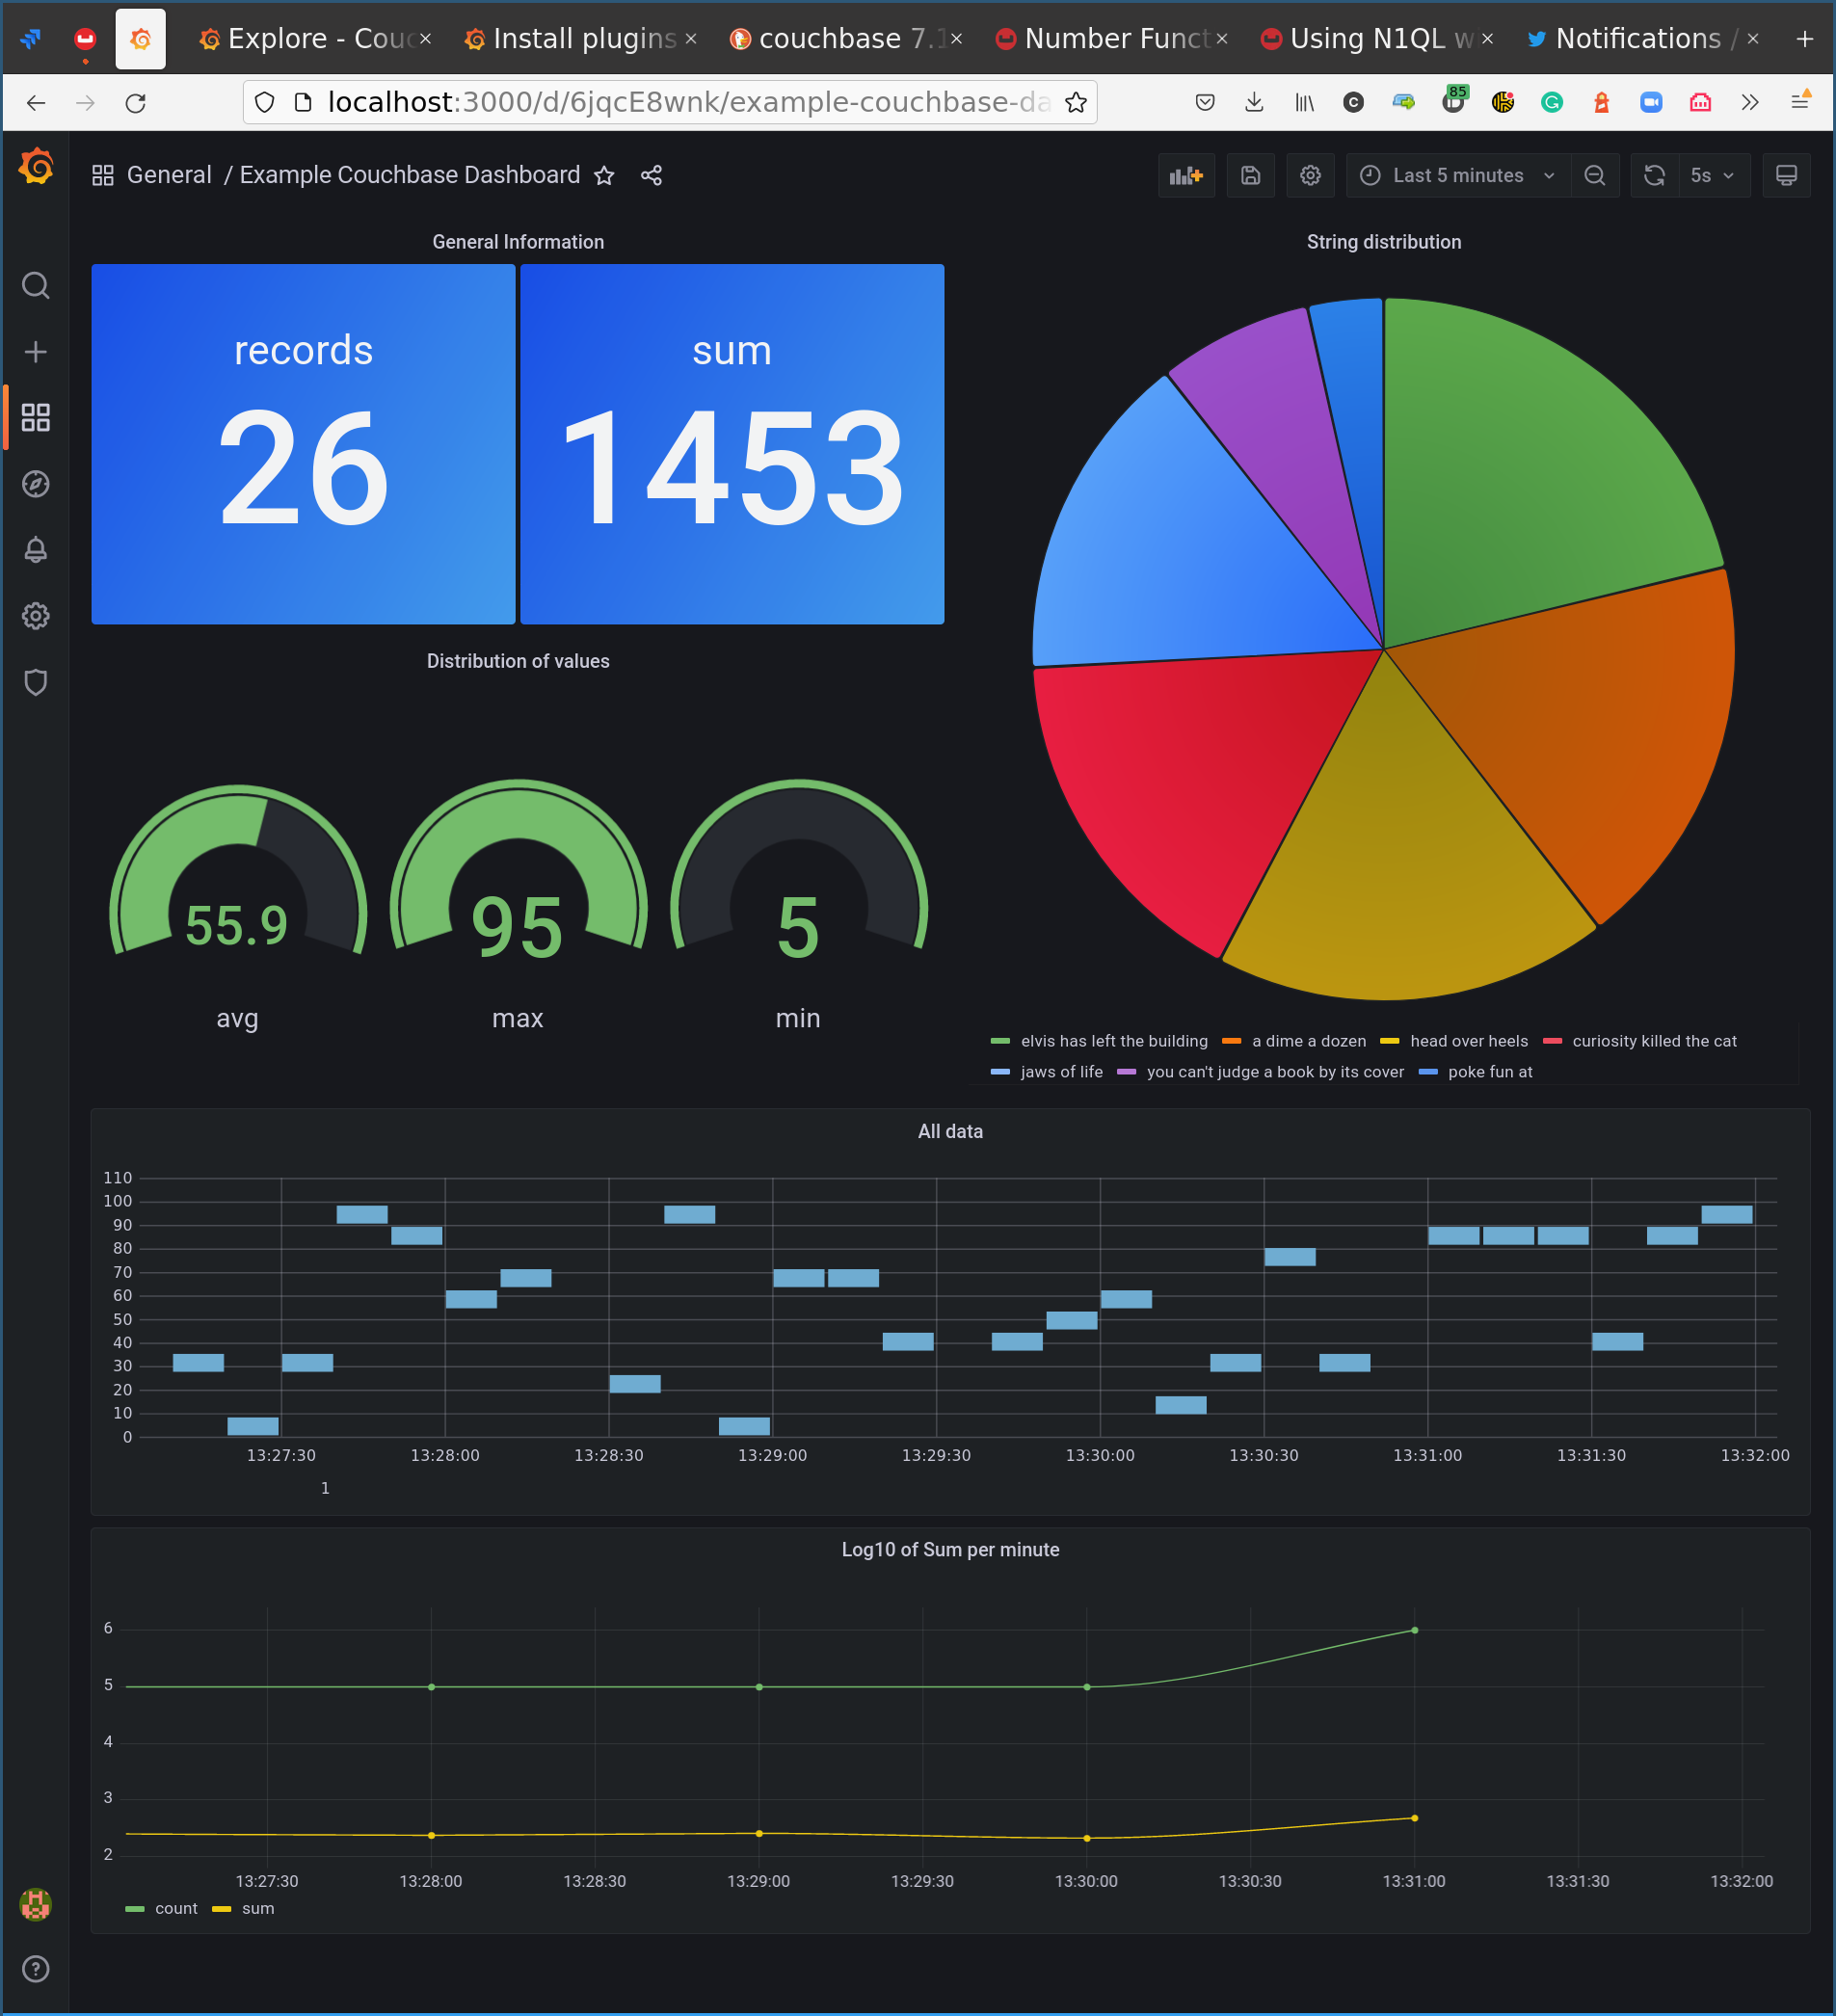 Explore - Couc
Install plugins
couchbase 7.1
Number Funct
Using N1QL w
Notifications /
localhost:3000/d/6jqcE8wnk/example-couchbase-da
85
General / Example Couchbase Dashboard
Last 5 minutes
5s
General Information
records
26
sum
1453
Distribution of values
55.9
avg
95
max
5
min
String distribution
elvis has left the building a dime a dozen head over heels curiosity killed the cat
jaws of life you can't judge a book by its cover poke fun at
All data
110
100
90
80
70
60
50
40
30
20
10
0
13:27:30 13:28:00 13:28:30 13:29:00 13:29:30 13:30:00 13:30:30 13:31:00 13:31:30 13:32:00
1
Log10 of Sum per minute
6
5
4
3
2
13:27:30 13:28:00 13:28:30 13:29:00 13:29:30 13:30:00 13:30:30 13:31:00 13:31:30 13:32:00
count sum